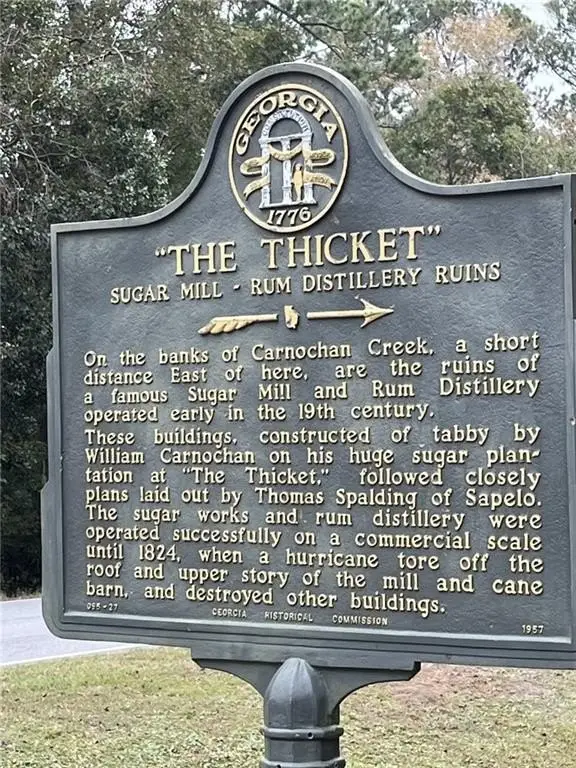 GEORGIA
CONSTITUTION
1776
"THE THICKET"
SUGAR MILL - RUM DISTILLERY RUINS
On the banks of Carnochan Creek, a short
distance East of here, are the ruins of
a famous Sugar Mill and Rum Distillery
operated early in the 19th century.
These buildings, constructed of tabby by
William Carnochan on his huge sugar plan-
tation at "The Thicket," followed closely
plans laid out by Thomas Spalding of Sapelo.
The sugar works and rum distillery were
operated successfully on a commercial scale
until 1824, when a hurricane tore off the
roof and upper story of the mill and cane
barn, and destroyed other buildings.
095-27 GEORGIA HISTORICAL COMMISSION 1957